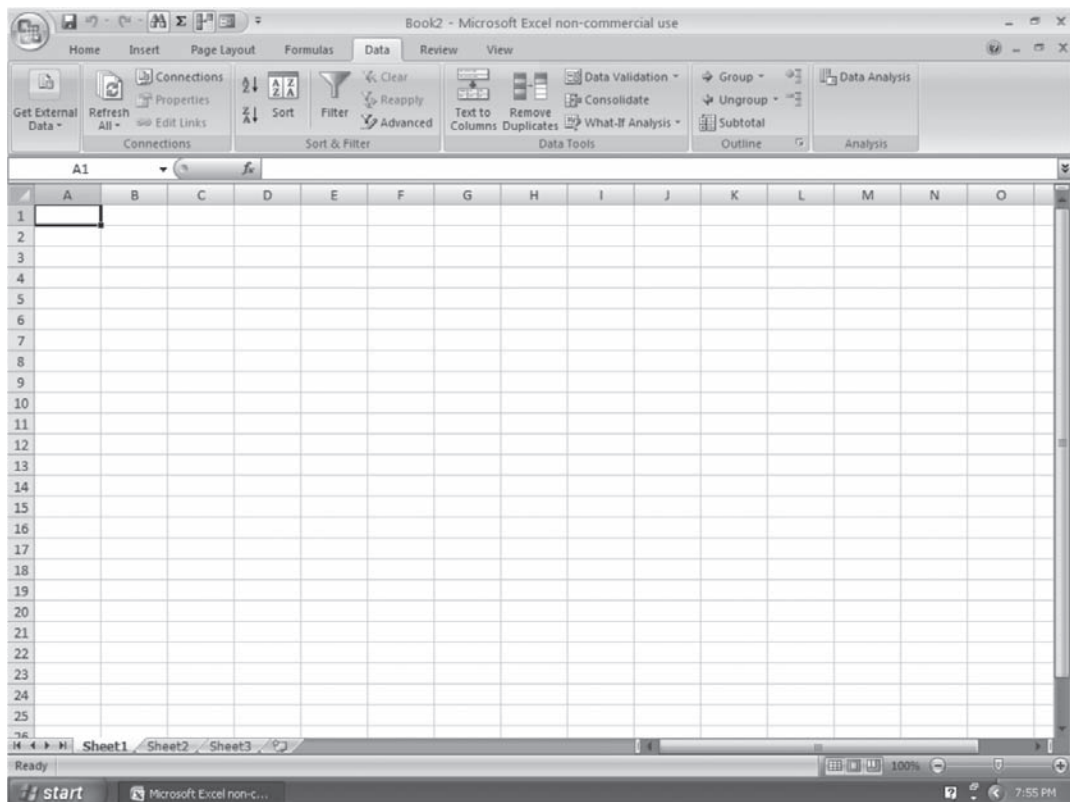 Book2 - Microsoft Excel non-commercial use
Home Insert Page Layout Formulas Data Review View
Get External Data
Refresh All
Connections
Properties
Edit Links
Connections
Sort
Filter
Clear
Reapply
Advanced
Sort & Filter
Text to Columns
Remove Duplicates
Data Validation
Consolidate
What-If Analysis
Data Tools
Group
Ungroup
Subtotal
Outline
Data Analysis
Analysis
A1 fx
A B C D E F G H I J K L M N O
1
2
3
4
5
6
7
8
9
10
11
12
13
14
15
16
17
18
19
20
21
22
23
24
25
26
Sheet1 Sheet2 Sheet3
Ready 100%
start Microsoft Excel non-c... 7:55 PM